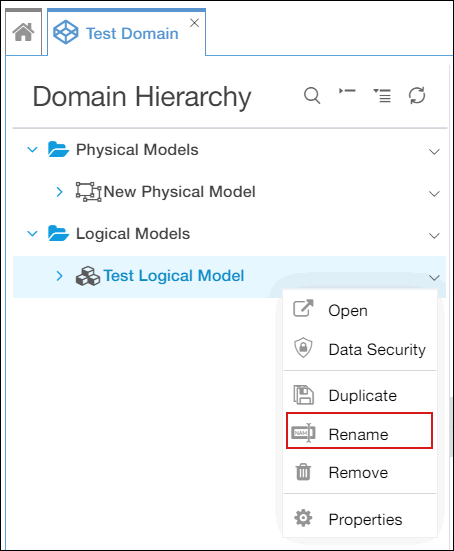 Test Domain
Domain Hierarchy
Physical Models
New Physical Model
Logical Models
Test Logical Model
Open
Data Security
Duplicate
Rename
Remove
Properties